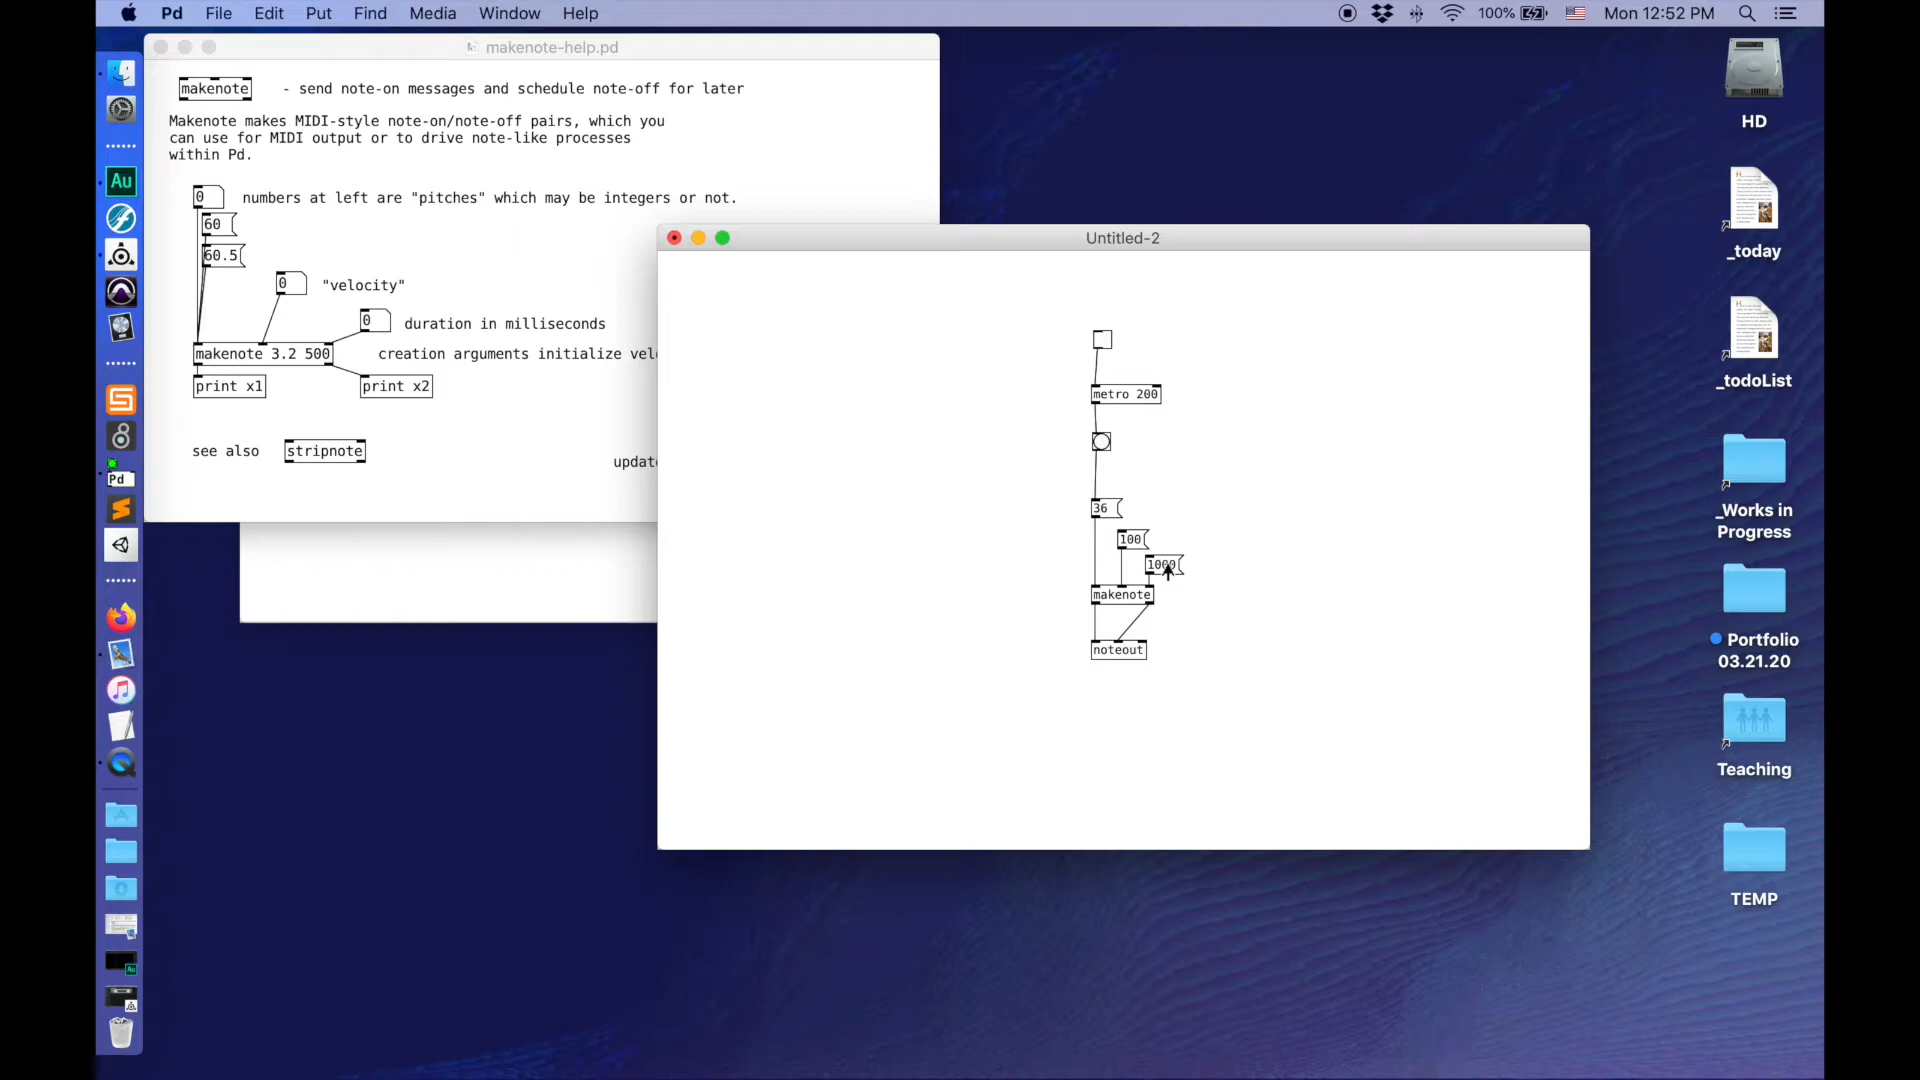 Pd File Edit Put Find Media Window Help
100% Mon 12:52 PM
makenote-help.pd
makenote - send note-on messages and schedule note-off for later
Makenote makes MIDI-style note-on/note-off pairs, which you
can use for MIDI output or to drive note-like processes
within Pd.
0 numbers at left are "pitches" which may be integers or not.
60
60.5
0 "velocity"
0 duration in milliseconds
makenote 3.2 500 creation arguments initialize vel
print x1 print x2
see also stripnote
update
Untitled-2
metro 200
36
100
1000
makenote
noteout
Au
Pd
HD
_today
_todoList
_Works in
Progress
Portfolio
03.21.20
Teaching
TEMP